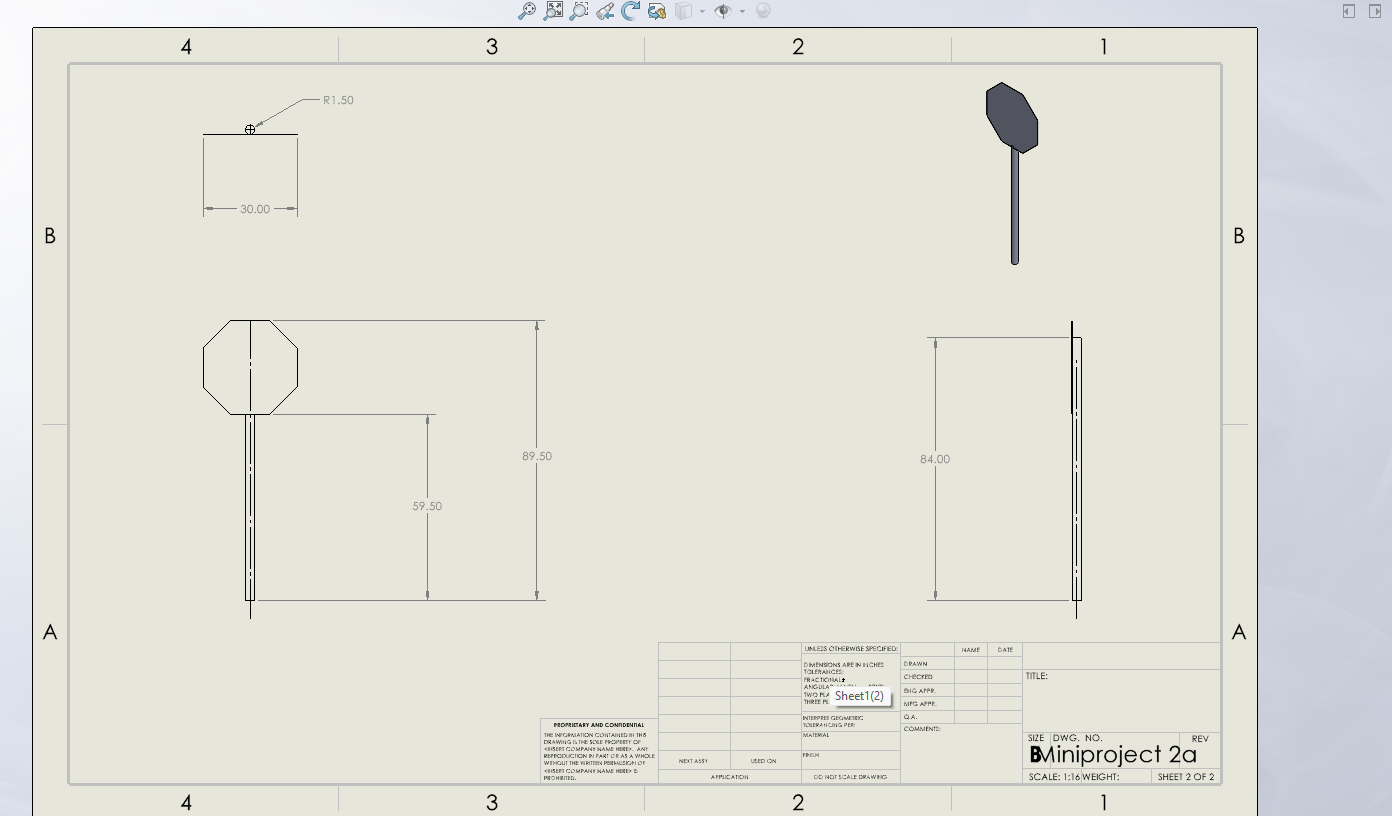 4 3 2 1
R1.50
30.00
B B
89.50
59.50
84.00
A A
UNLESS OTHERWISE SPECIFIED:
DIMENSIONS ARE IN INCHES
TOLERANCES:
FRACTIONAL±
TWO PL
THREE PL
Sheet1(2)
INTERPRET GEOMETRIC
TOLERANCING PER:
MATERIAL
FINISH
DO NOT SCALE DRAWING
NAME DATE
DRAWN
CHECKED
ENG APPR.
MFG APPR.
Q.A.
COMMENTS:
TITLE:
SIZE DWG. NO. REV
B Miniproject 2a
SCALE: 1:16 WEIGHT: SHEET 2 OF 2
PROPRIETARY AND CONFIDENTIAL
THE INFORMATION CONTAINED IN THIS
DRAWING IS THE SOLE PROPERTY OF
<INSERT COMPANY NAME HERE>. ANY
REPRODUCTION IN PART OR AS A WHOLE
WITHOUT THE WRITTEN PERMISSION OF
<INSERT COMPANY NAME HERE> IS
PROHIBITED.
NEXT ASSY USED ON
APPLICATION
4 3 2 1